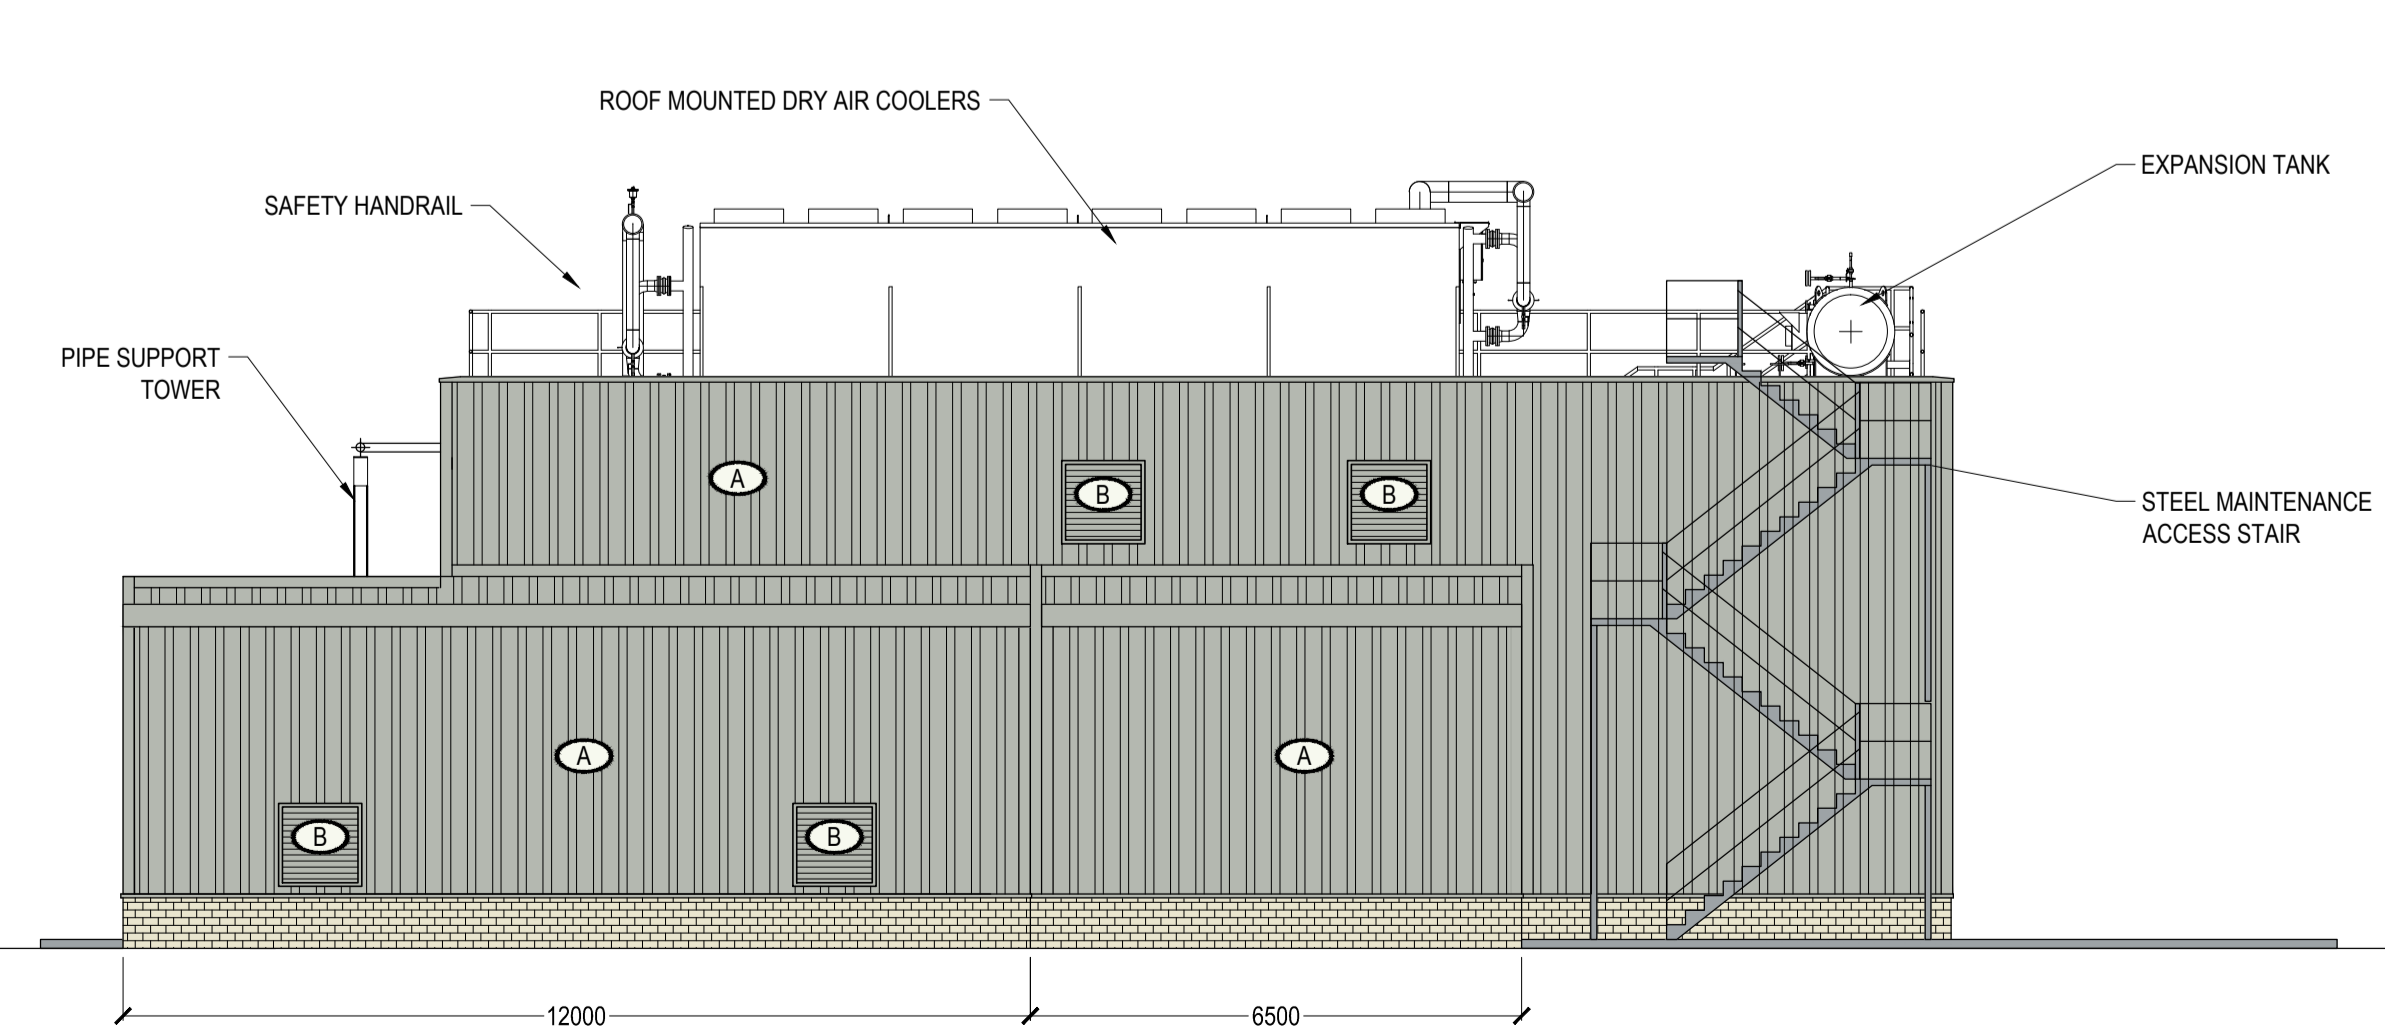 ROOF MOUNTED DRY AIR COOLERS
EXPANSION TANK
SAFETY HANDRAIL
PIPE SUPPORT
TOWER
A
B
B
STEEL MAINTENANCE
ACCESS STAIR
A
A
B
B
12000
6500